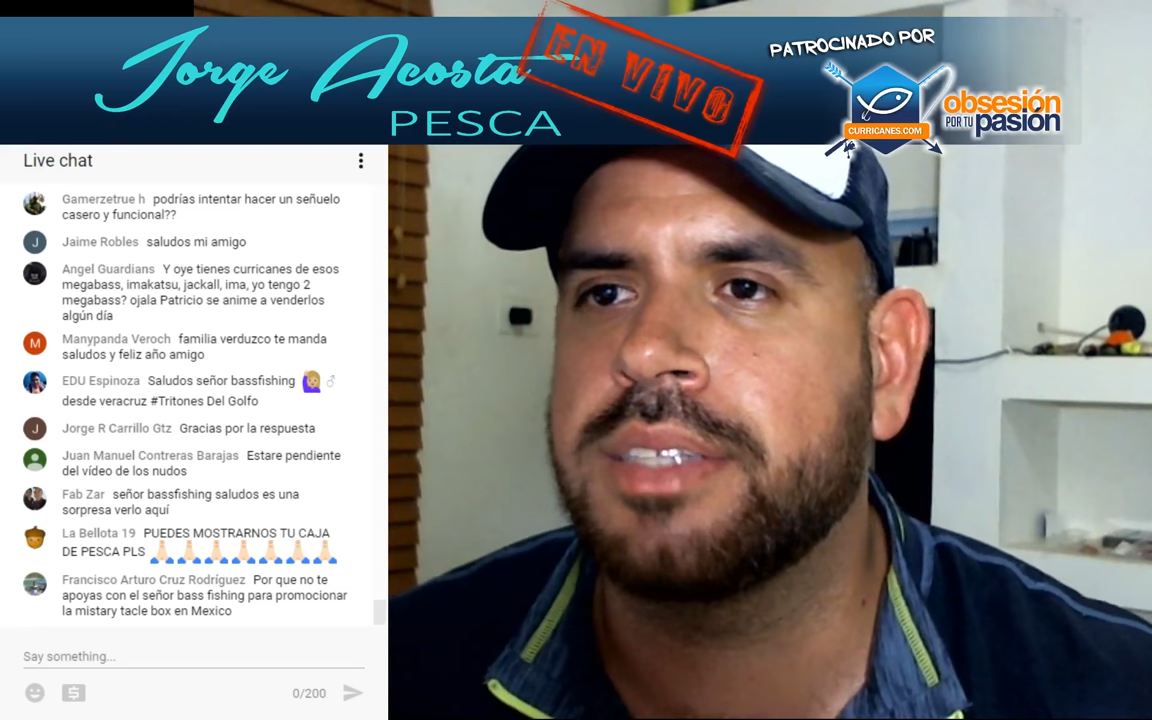 Jorge Acosta
PESCA
EN VIVO
PATROCINADO POR
CURRICANES.COM
obsesión
POR TU pasión
Live chat
Gamerzetrue h podrías intentar hacer un señuelo
casero y funcional??
J
Jaime Robles saludos mi amigo
Angel Guardians Y oye tienes curricanes de esos
megabass, imakatsu, jackall, ima, yo tengo 2
megabass? ojala Patricio se anime a venderlos
algún día
M
Manypanda Veroch familia verduzco te manda
saludos y feliz año amigo
EDU Espinoza Saludos señor bassfishing 🙋🏼♂
desde veracruz #Tritones Del Golfo
J
Jorge R Carrillo Gtz Gracias por la respuesta
Juan Manuel Contreras Barajas Estare pendiente
del vídeo de los nudos
Fab Zar señor bassfishing saludos es una
sorpresa verlo aquí
La Bellota 19 PUEDES MOSTRARNOS TU CAJA
DE PESCA PLS 🙏🏻🙏🏻🙏🏻🙏🏻🙏🏻🙏🏻🙏🏻
Francisco Arturo Cruz Rodríguez Por que no te
apoyas con el señor bass fishing para promocionar
la mistary tacle box en Mexico
Say something...
0/200